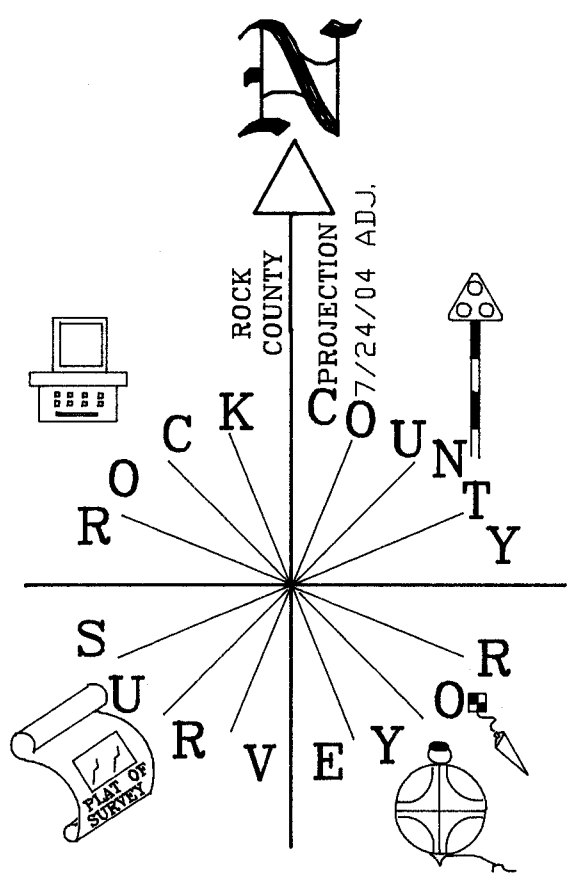 N
ROCK
COUNTY
PROJECTION
7/24/04 ADJ.
ROCK COUNTY
SURVEYOR
PLAT OF
SURVEY